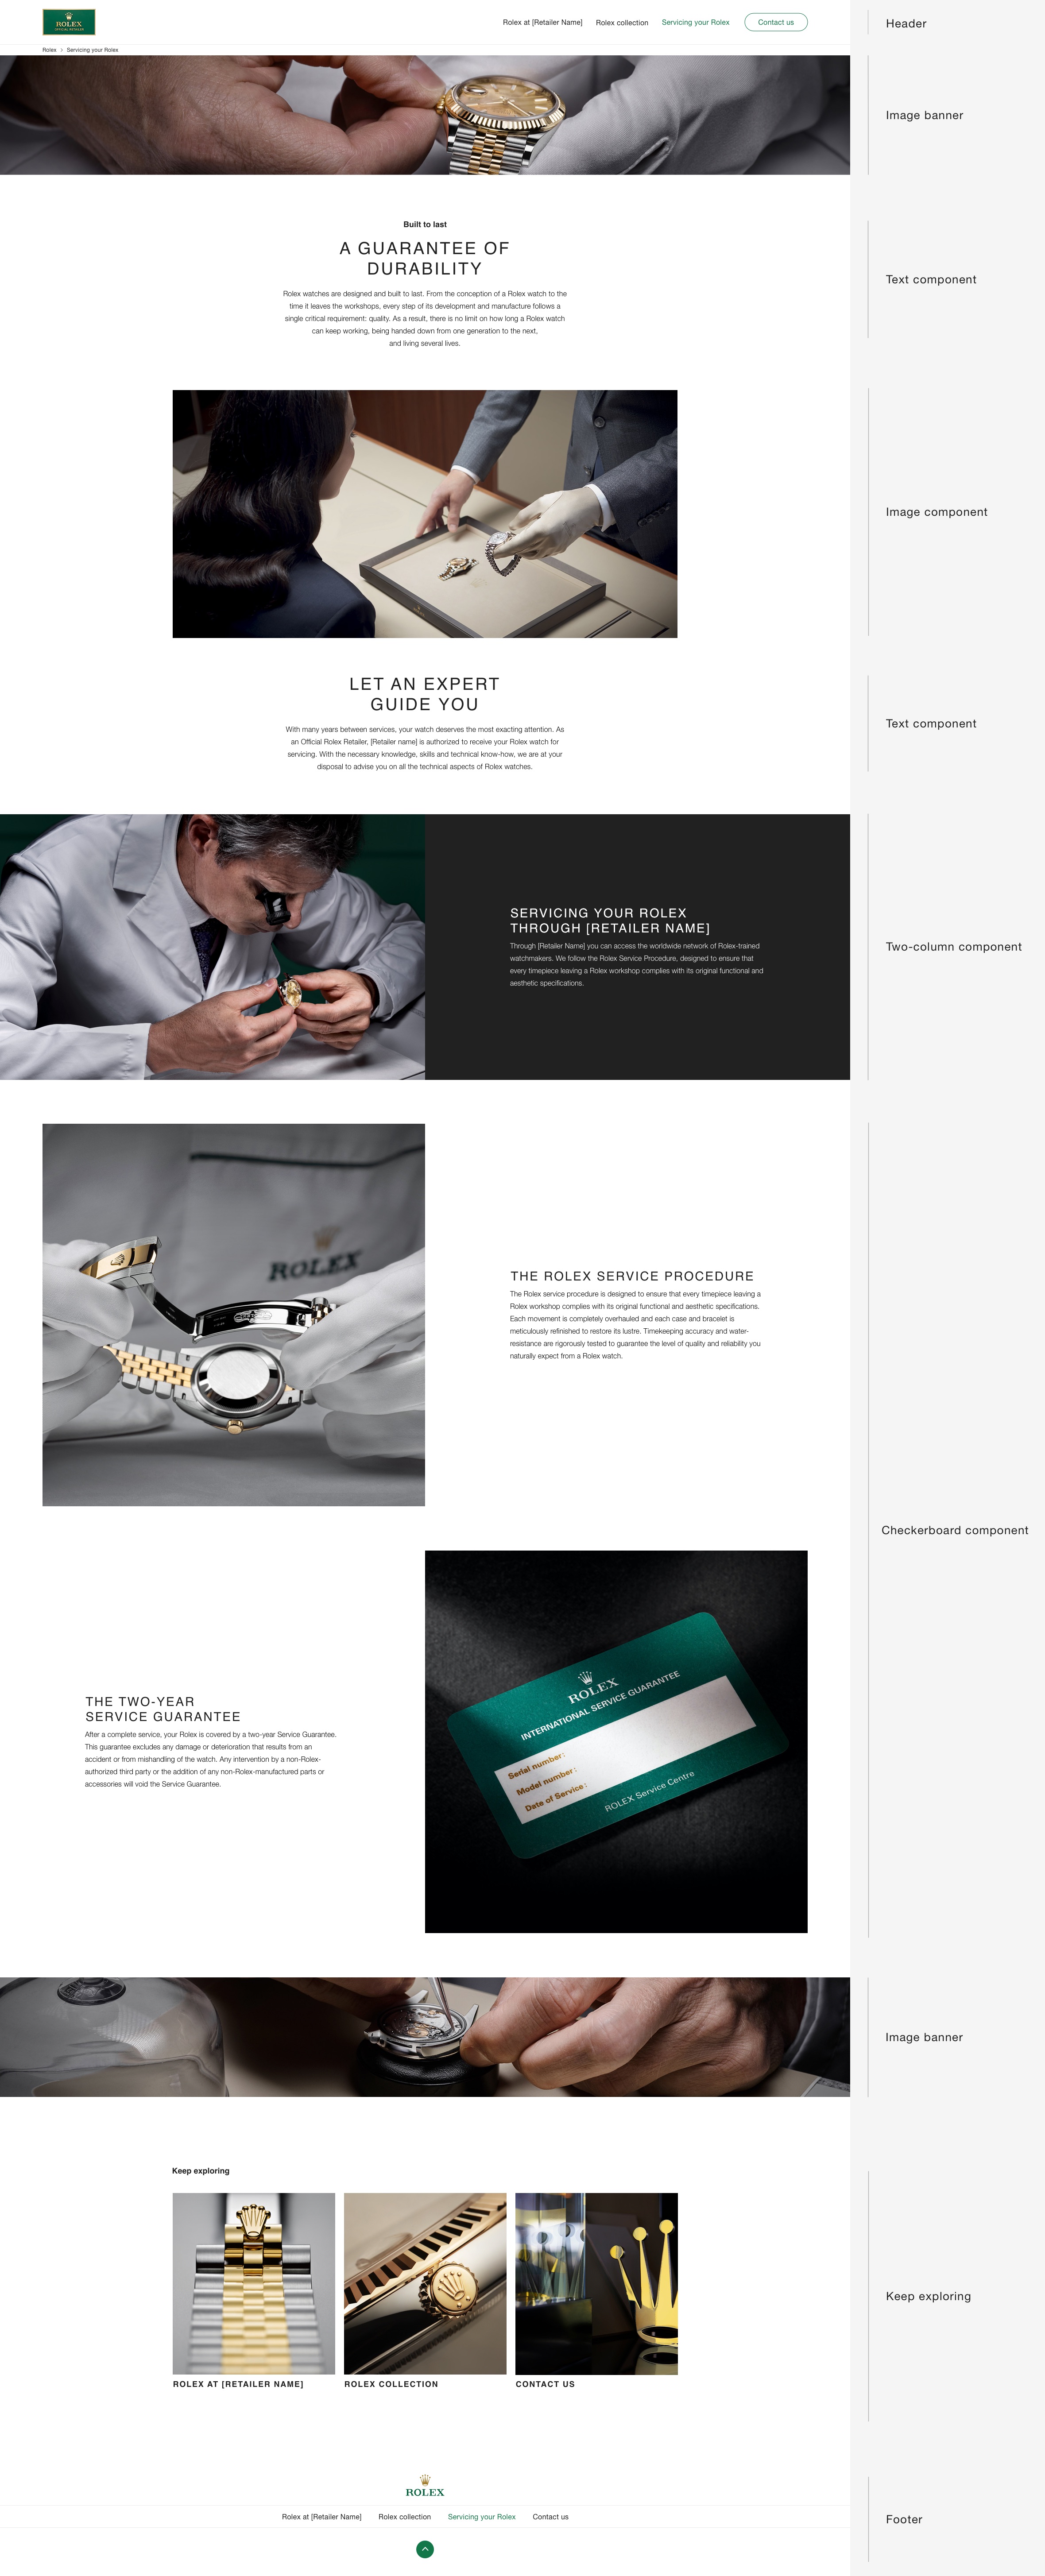 ROLEX
OFFICIAL RETAILER
Rolex at [Retailer Name] Rolex collection Servicing your Rolex Contact us
Header
Rolex > Servicing your Rolex
Image banner
Built to last
A GUARANTEE OF
DURABILITY
Rolex watches are designed and built to last. From the conception of a Rolex watch to the
time it leaves the workshops, every step of its development and manufacture follows a
single critical requirement: quality. As a result, there is no limit on how long a Rolex watch
can keep working, being handed down from one generation to the next,
and living several lives.
Text component
Image component
LET AN EXPERT
GUIDE YOU
With many years between services, your watch deserves the most exacting attention. As
an Official Rolex Retailer, [Retailer name] is authorized to receive your Rolex watch for
servicing. With the necessary knowledge, skills and technical know-how, we are at your
disposal to advise you on all the technical aspects of Rolex watches.
Text component
SERVICING YOUR ROLEX
THROUGH [RETAILER NAME]
Through [Retailer Name] you can access the worldwide network of Rolex-trained
watchmakers. We follow the Rolex Service Procedure, designed to ensure that
every timepiece leaving a Rolex workshop complies with its original functional and
aesthetic specifications.
Two-column component
ROLEX
THE ROLEX SERVICE PROCEDURE
The Rolex service procedure is designed to ensure that every timepiece leaving a
Rolex workshop complies with its original functional and aesthetic specifications.
Each movement is completely overhauled and each case and bracelet is
meticulously refinished to restore its lustre. Timekeeping accuracy and water-
resistance are rigorously tested to guarantee the level of quality and reliability you
naturally expect from a Rolex watch.
Checkerboard component
THE TWO-YEAR
SERVICE GUARANTEE
After a complete service, your Rolex is covered by a two-year Service Guarantee.
This guarantee excludes any damage or deterioration that results from an
accident or from mishandling of the watch. Any intervention by a non-Rolex-
authorized third party or the addition of any non-Rolex-manufactured parts or
accessories will void the Service Guarantee.
ROLEX
INTERNATIONAL SERVICE GUARANTEE
Serial number:
Model number:
Date of Service:
ROLEX Service Centre
Image banner
Keep exploring
ROLEX AT [RETAILER NAME]
ROLEX COLLECTION
CONTACT US
Keep exploring
ROLEX
Rolex at [Retailer Name] Rolex collection Servicing your Rolex Contact us
Footer